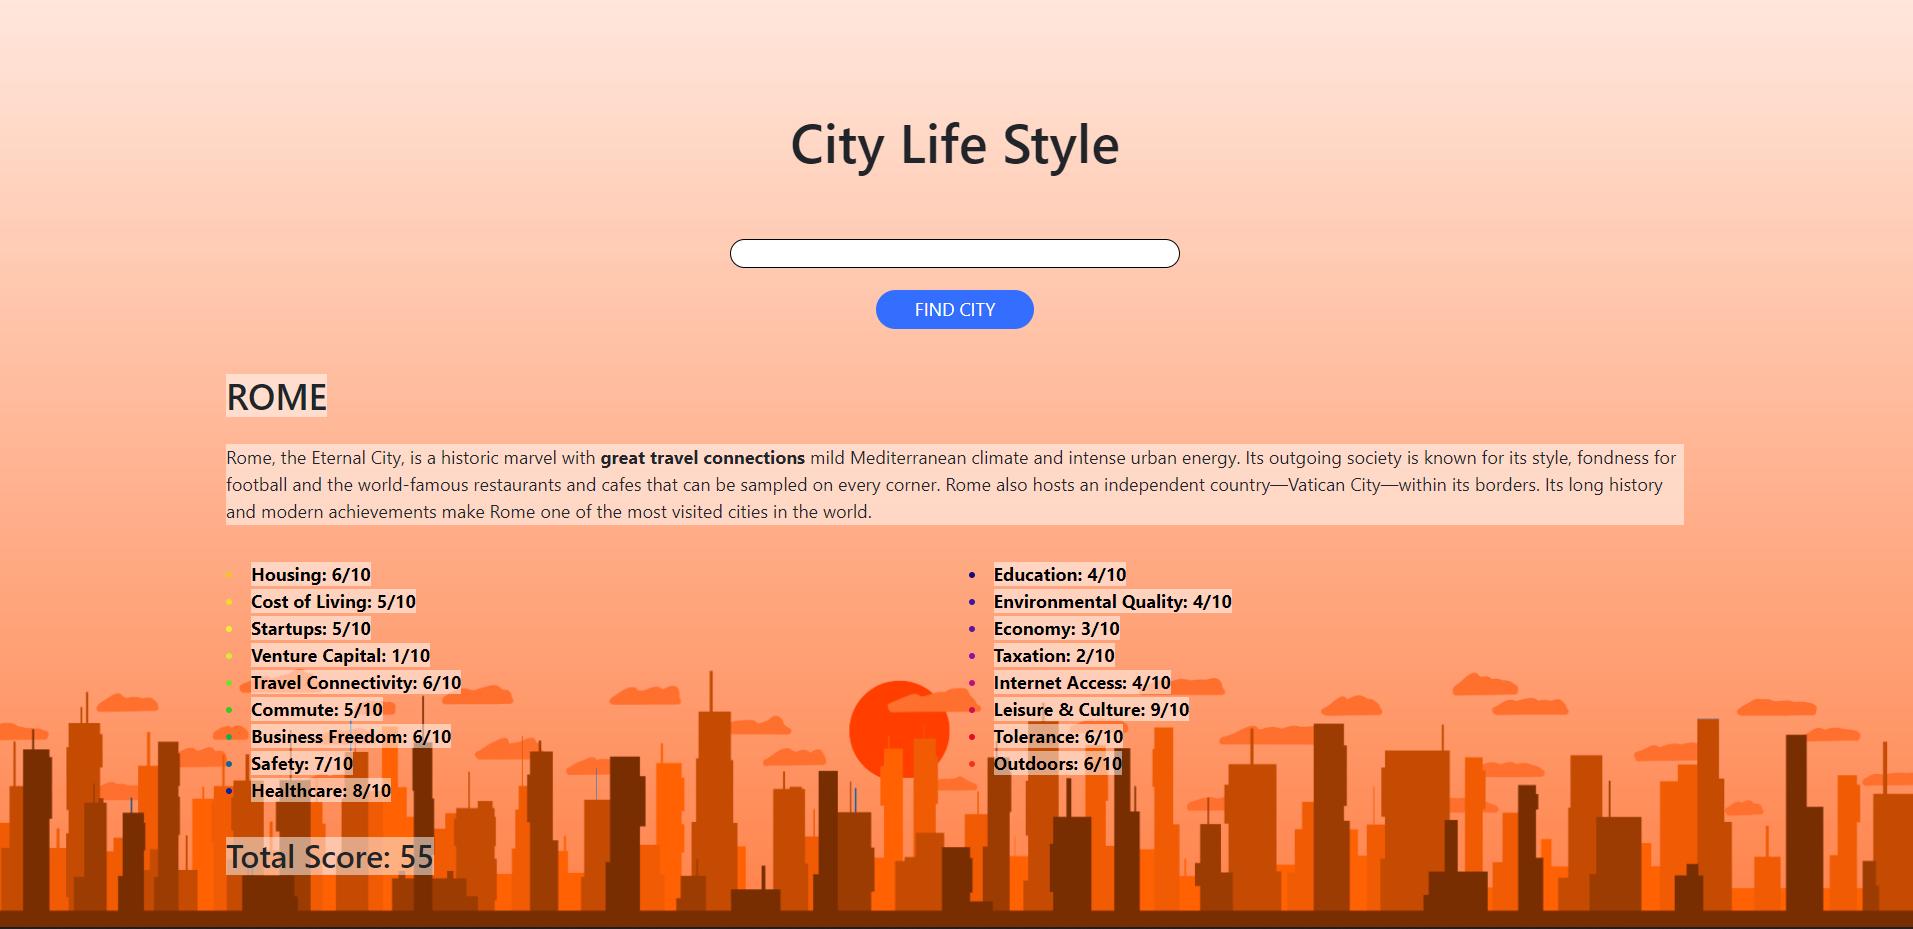 City Life Style
FIND CITY
ROME
Rome, the Eternal City, is a historic marvel with great travel connections mild Mediterranean climate and intense urban energy. Its outgoing society is known for its style, fondness for
football and the world-famous restaurants and cafes that can be sampled on every corner. Rome also hosts an independent country—Vatican City—within its borders. Its long history
and modern achievements make Rome one of the most visited cities in the world.
Housing: 6/10
Cost of Living: 5/10
Startups: 5/10
Venture Capital: 1/10
Travel Connectivity: 6/10
Commute: 5/10
Business Freedom: 6/10
Safety: 7/10
Healthcare: 8/10
Education: 4/10
Environmental Quality: 4/10
Economy: 3/10
Taxation: 2/10
Internet Access: 4/10
Leisure & Culture: 9/10
Tolerance: 6/10
Outdoors: 6/10
Total Score: 55